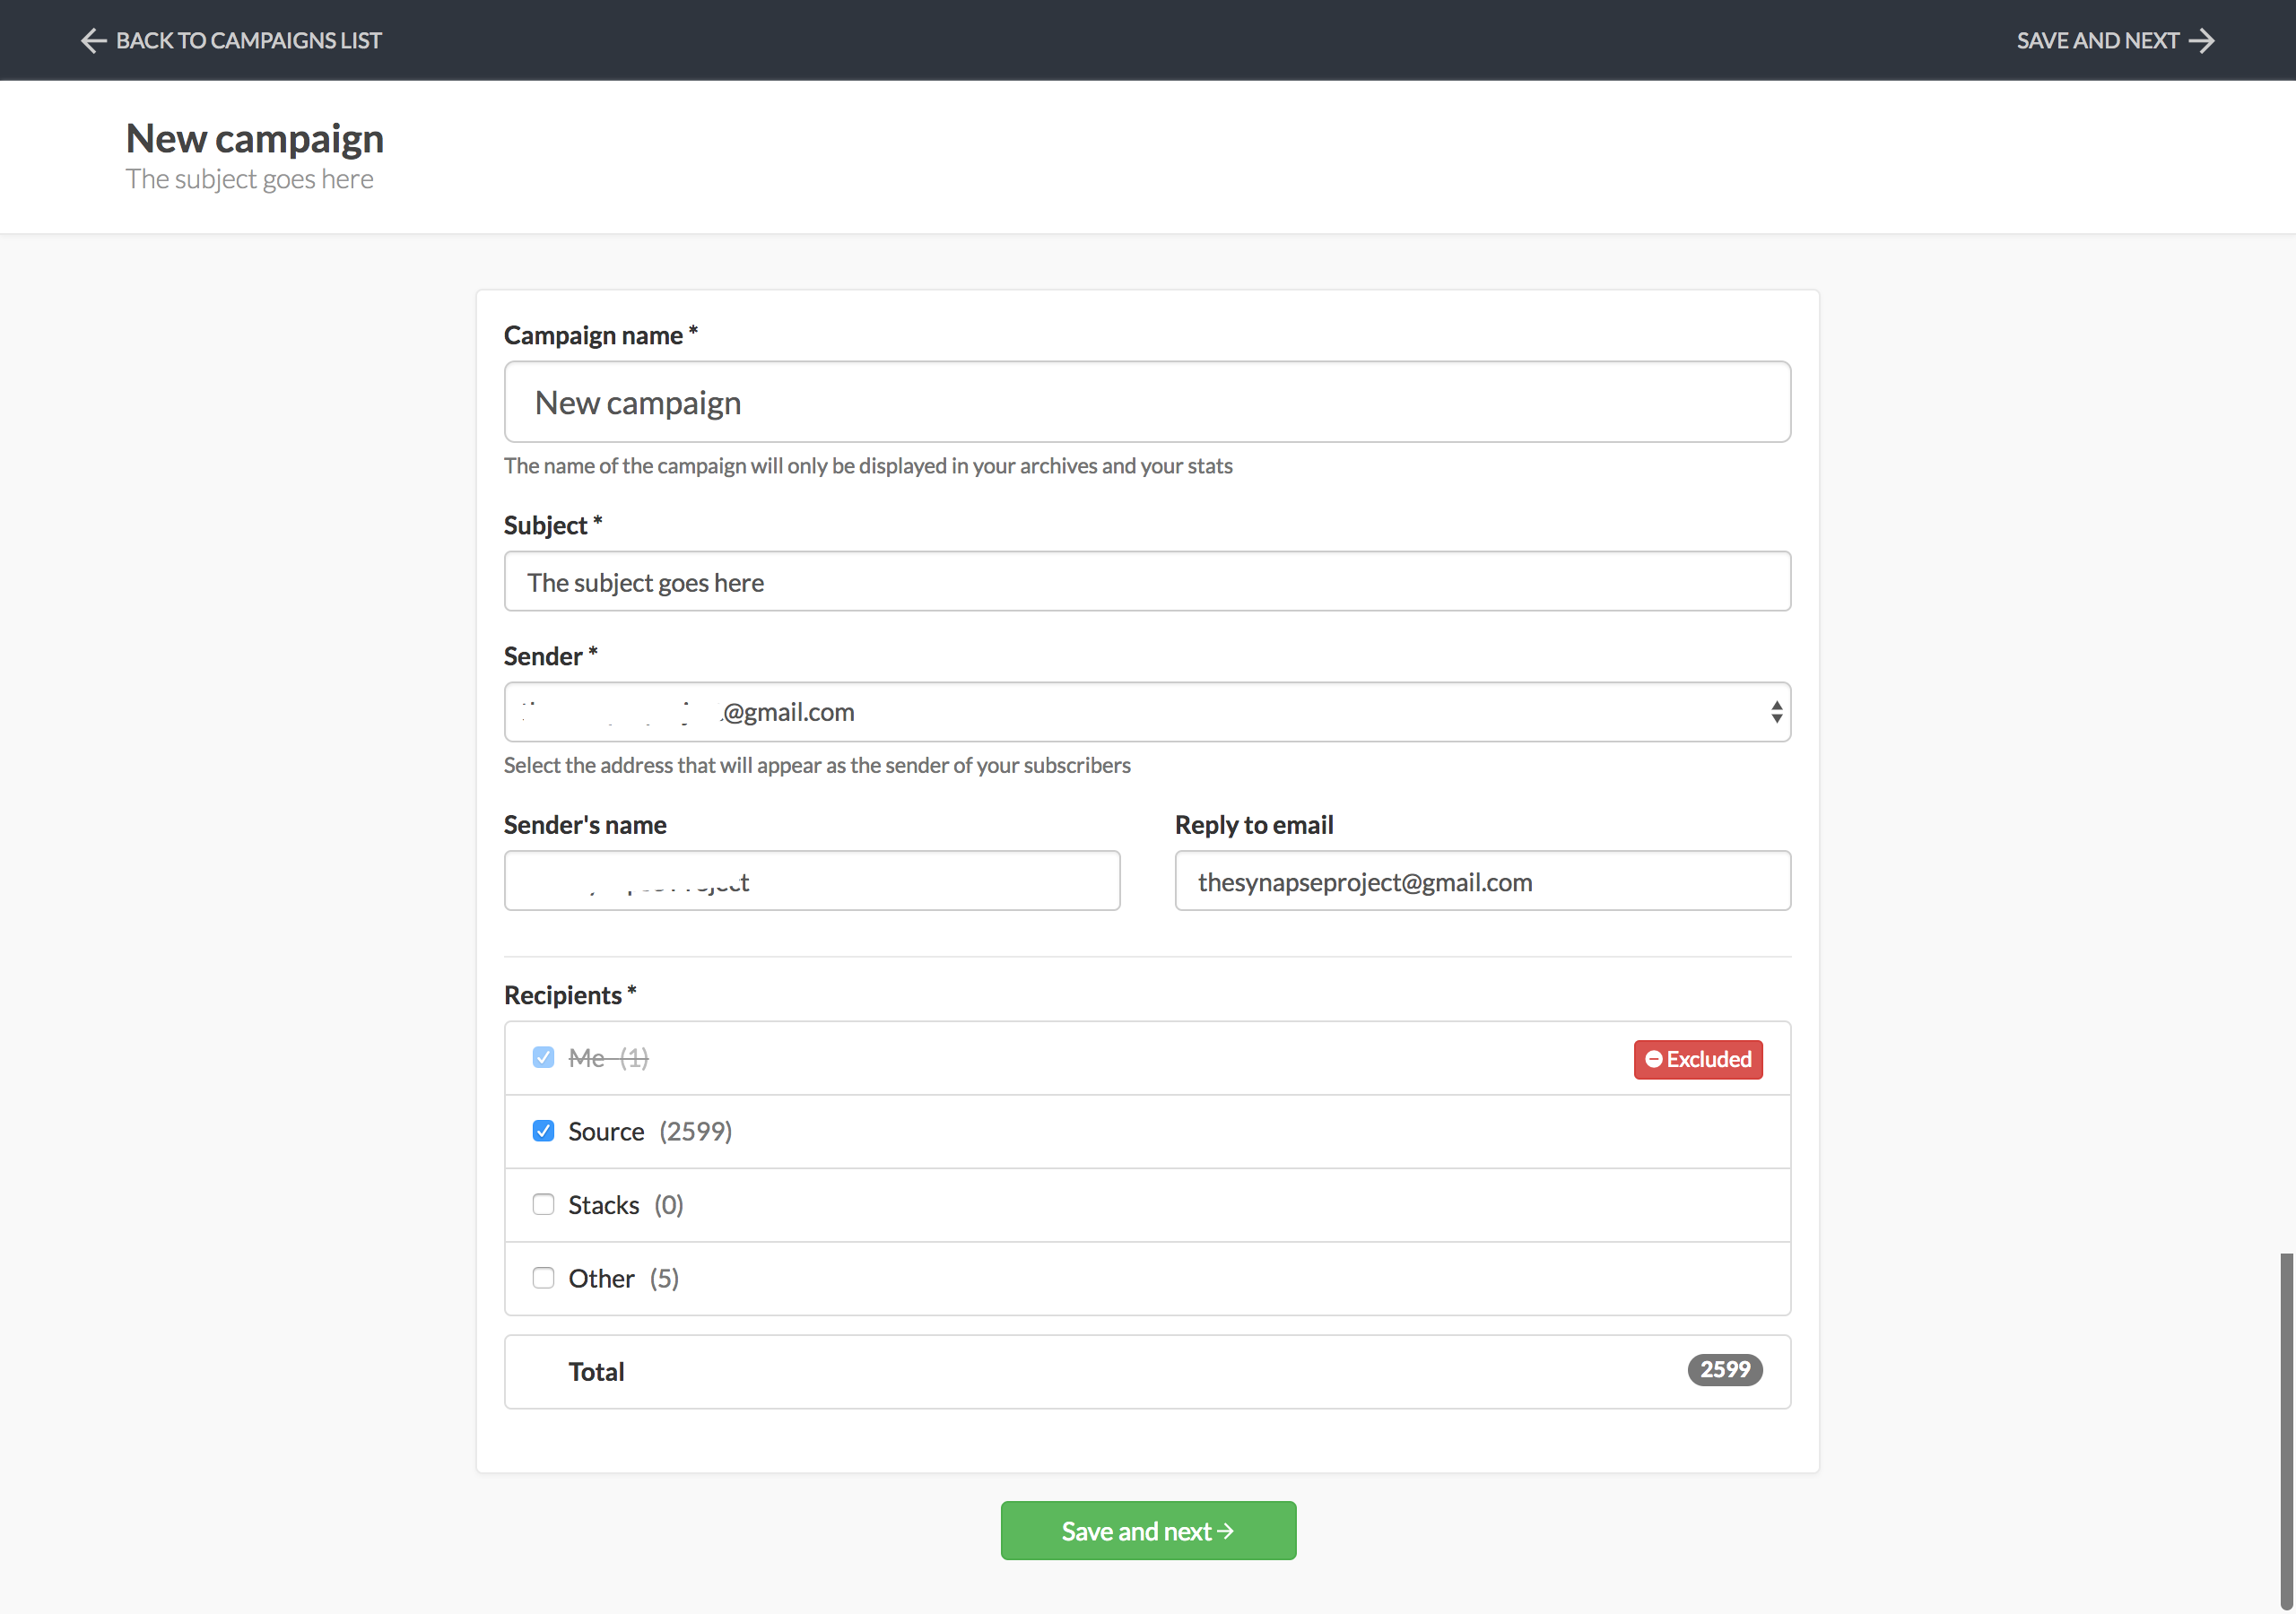 BACK TO CAMPAIGNS LIST
SAVE AND NEXT
New campaign
The subject goes here
Campaign name *
New campaign
The name of the campaign will only be displayed in your archives and your stats
Subject *
The subject goes here
Sender *
@gmail.com
Select the address that will appear as the sender of your subscribers
Sender's name
Reply to email
thesynapseproject@gmail.com
Recipients *
Me (1)
Excluded
Source (2599)
Stacks (0)
Other (5)
Total
2599
Save and next